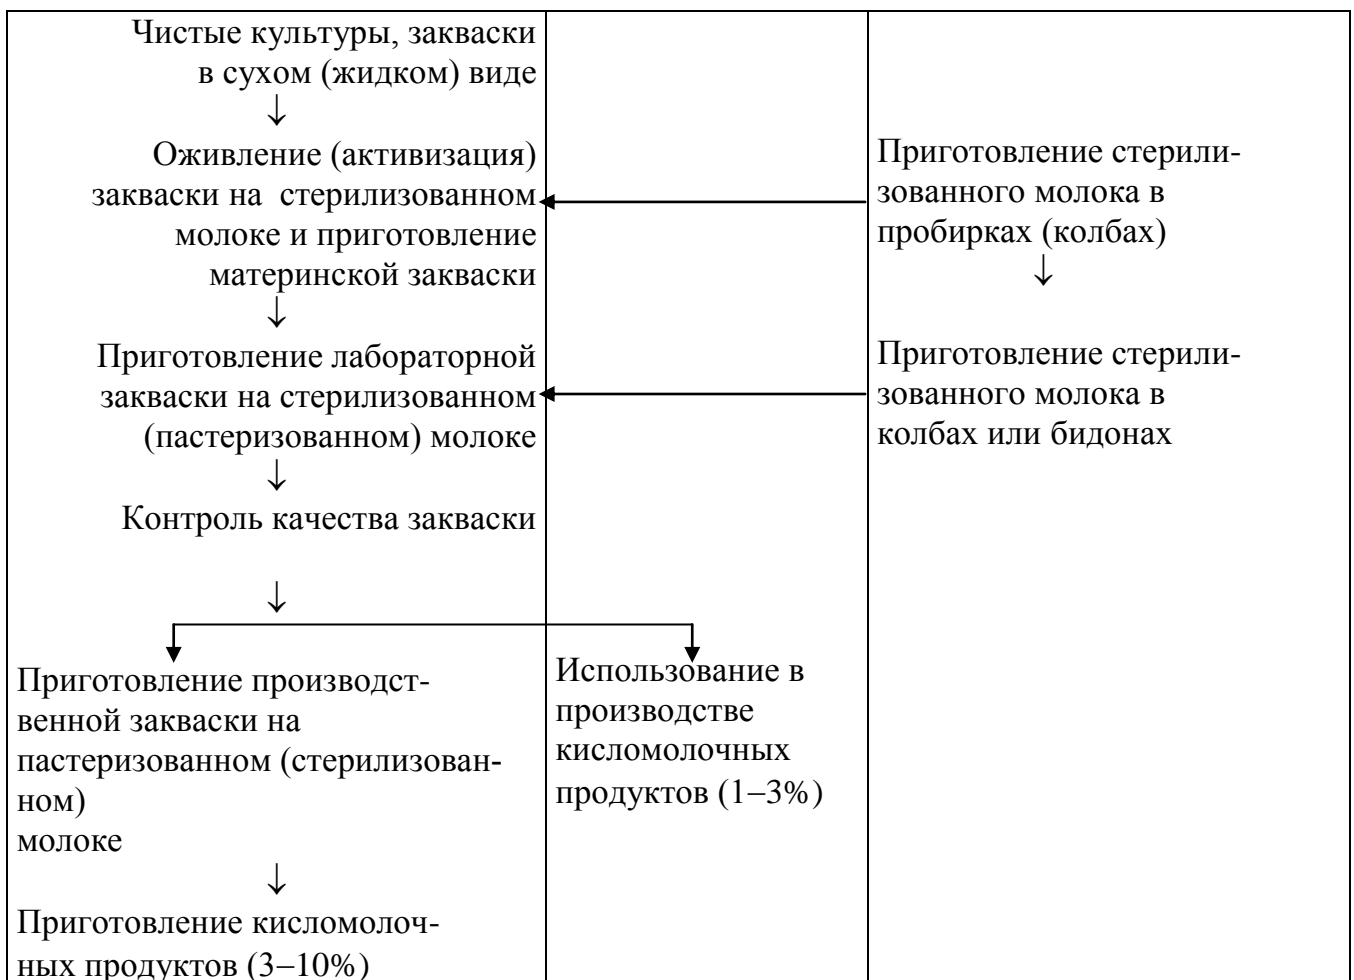 Чистые культуры, закваски
в сухом (жидком) виде
↓
Оживление (активизация)
закваски на стерилизованном
молоке и приготовление
материнской закваски
↓
Приготовление лабораторной
закваски на стерилизованном
(пастеризованном) молоке
↓
Контроль качества закваски
↓
Приготовление производст-
венной закваски на
пастеризованном (стерилизован-
ном)
молоке
↓
Приготовление кисломолоч-
ных продуктов (3–10%)
Использование в
производстве
кисломолочных
продуктов (1–3%)
Приготовление стерили-
зованного молока в
пробирках (колбах)
↓
Приготовление стерили-
зованного молока в
колбах или бидонах